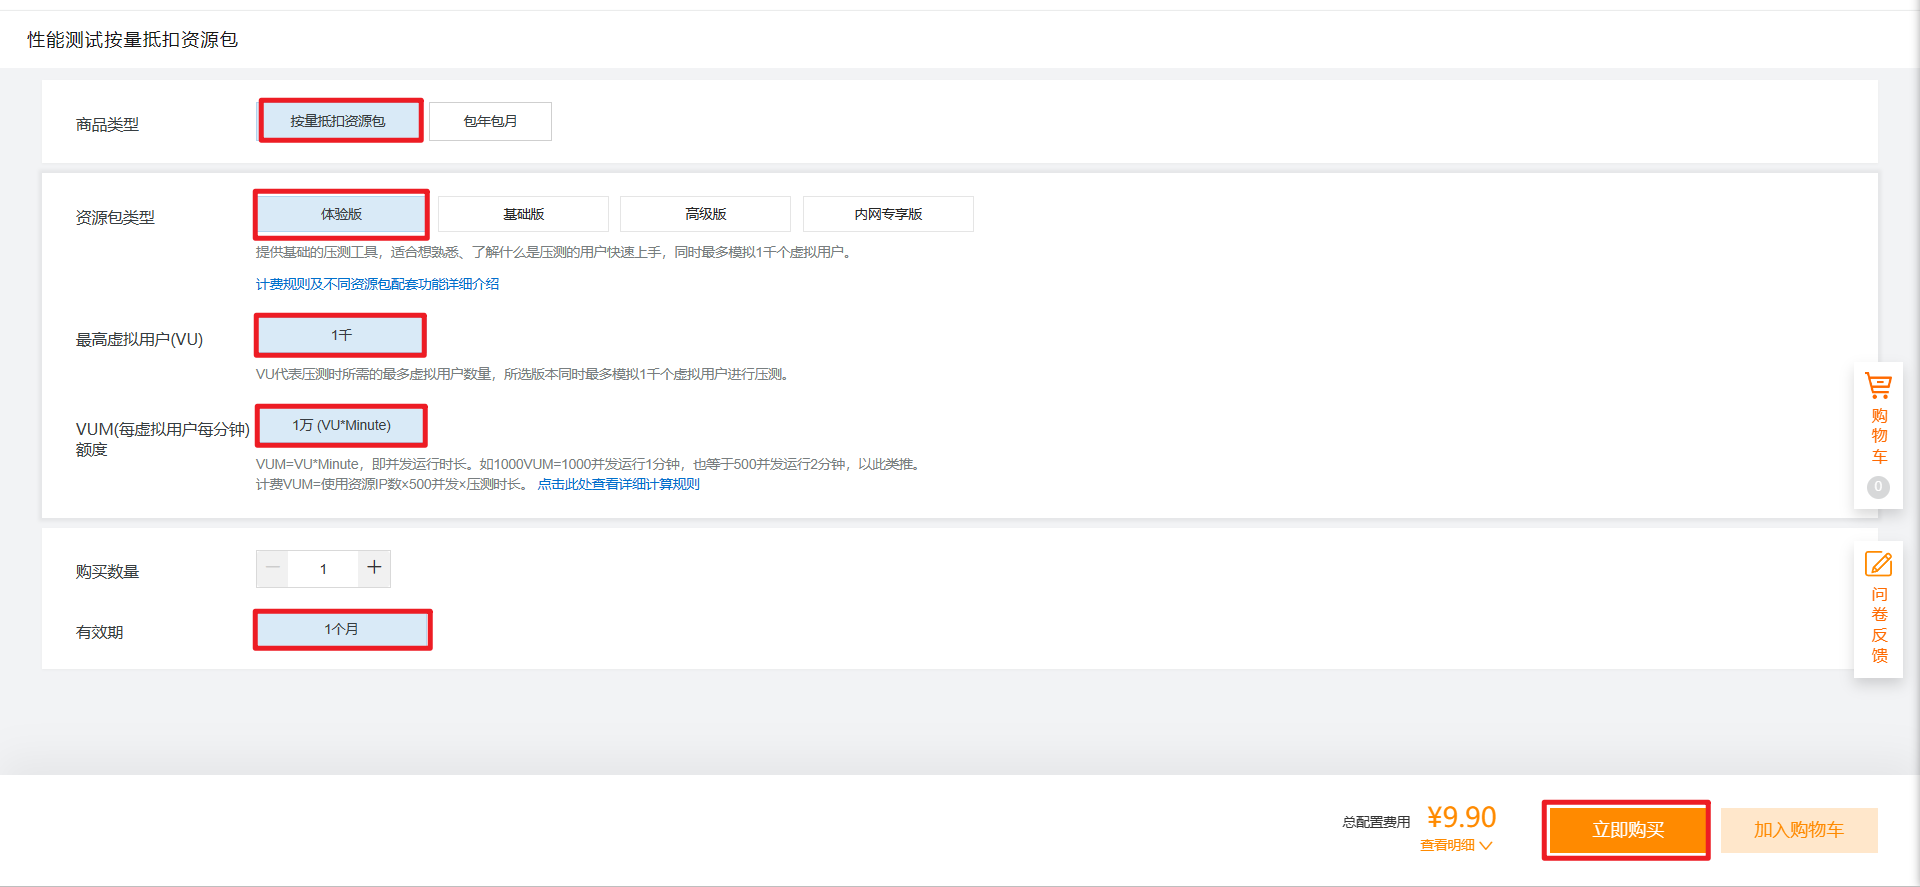 性能测试按量抵扣资源包
商品类型
按量抵扣资源包
包年包月
资源包类型
体验版
基础版
高级版
内网专享版
提供基础的压测工具，适合想熟悉、了解什么是压测的用户快速上手，同时最多模拟1千个虚拟用户。
计费规则及不同资源包配套功能详细介绍
最高虚拟用户(VU)
1千
VU代表压测时所需的最多虚拟用户数量，所选版本同时最多模拟1千个虚拟用户进行压测。
VUM(每虚拟用户每分钟)
额度
1万 (VU*Minute)
VUM=VU*Minute，即并发运行时长。如1000VUM=1000并发运行1分钟，也等于500并发运行2分钟，以此类推。
计费VUM=使用资源IP数×500并发×压测时长。 点击此处查看详细计算规则
购买数量
1
有效期
1个月
购
物
车
0
问
卷
反
馈
总配置费用
¥9.90
查看明细
立即购买
加入购物车